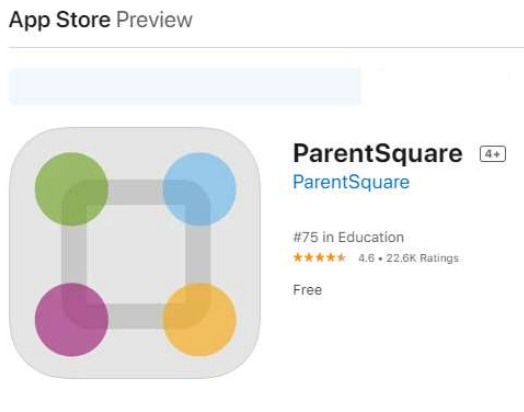 App Store Preview
ParentSquare 4+
ParentSquare
#75 in Education
4.6 • 22.6K Ratings
Free